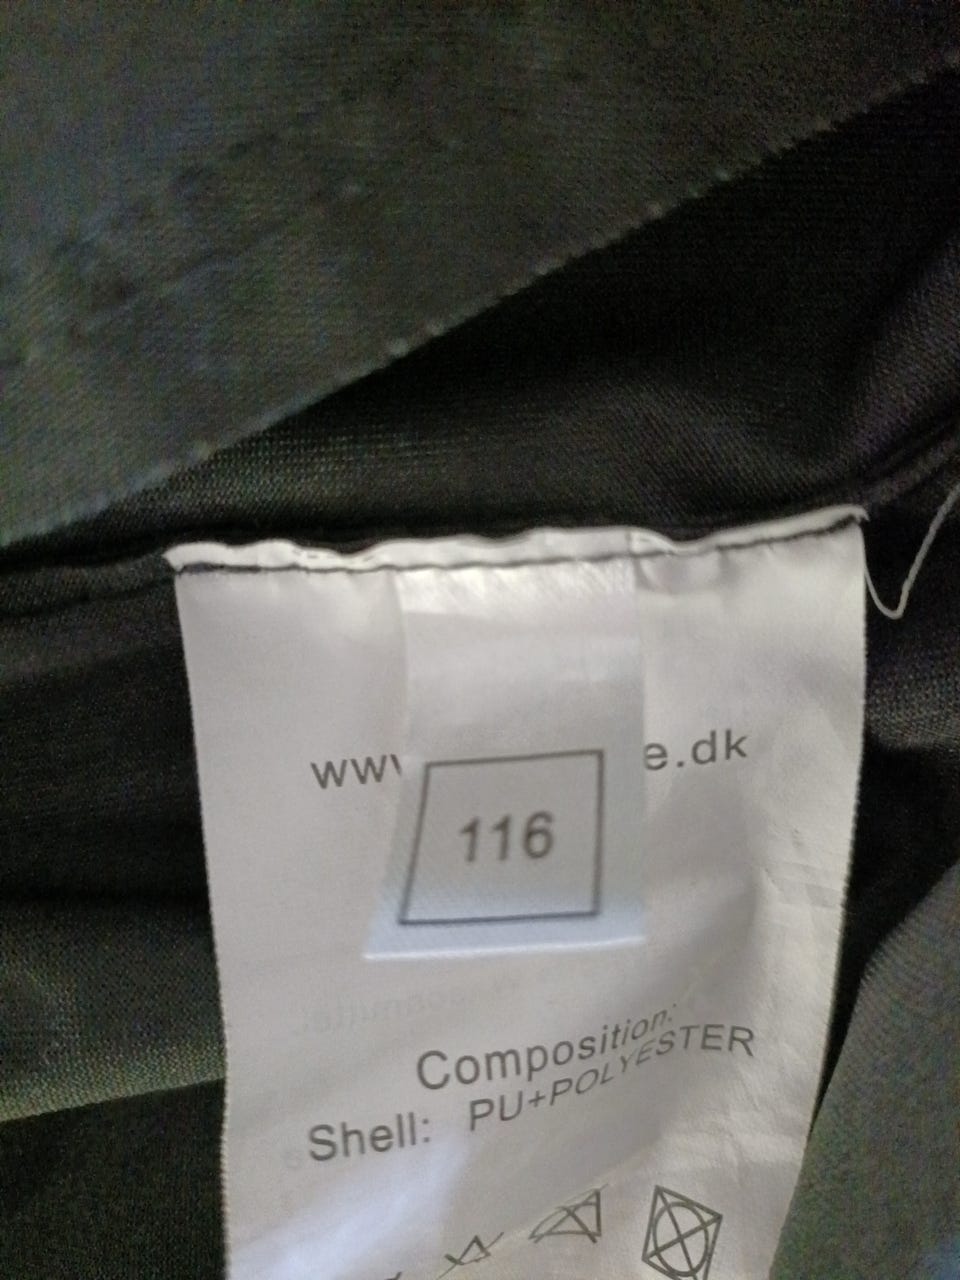 www e.dk
116
Composition:
Shell: PU+POLYESTER